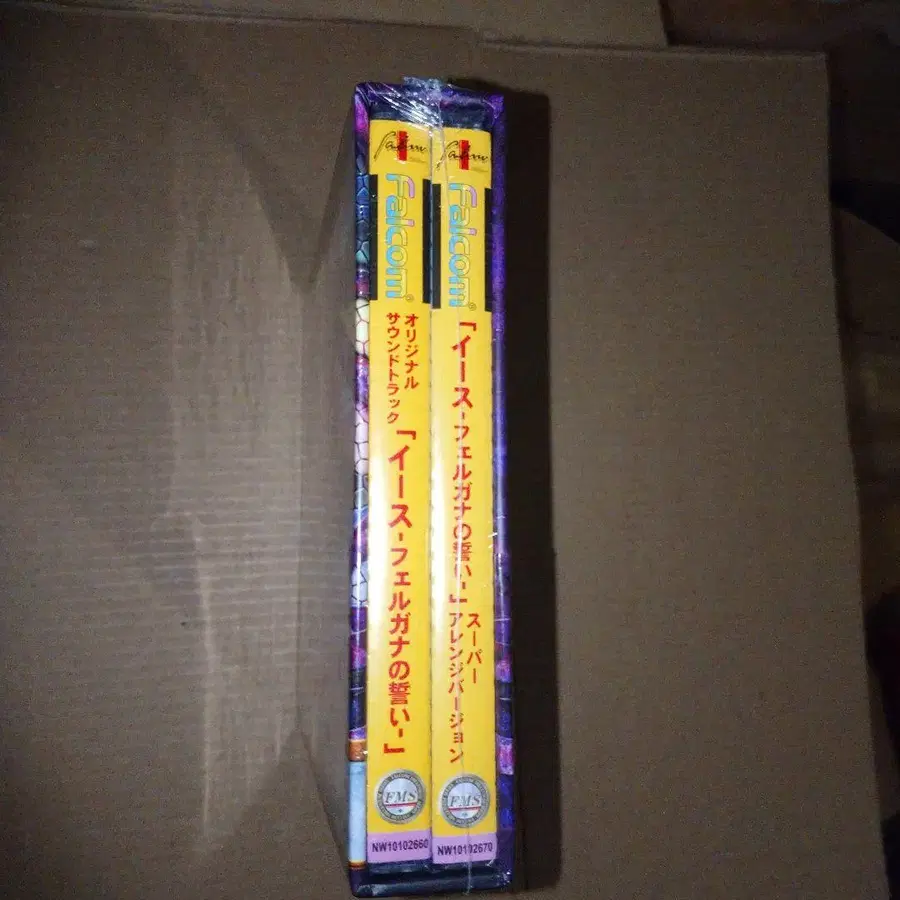 Falcom
オリジナル
サウンドトラック
「イース-フェルガナの誓い-」
FMS
NW10102660
Falcom
「イース-フェルガナの誓い-」
スーパー
アレンジバージョン
FMS
NW10102670